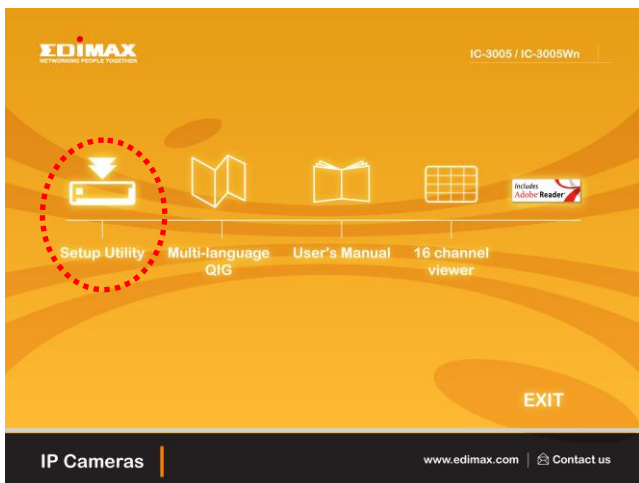 EDIMAX
NETWORKING PEOPLE TOGETHER
IC-3005 / IC-3005Wn
Includes
Adobe Reader
Setup Utility
Multi-language
QIG
User's Manual
16 channel
viewer
EXIT
IP Cameras
www.edimax.com | Contact us